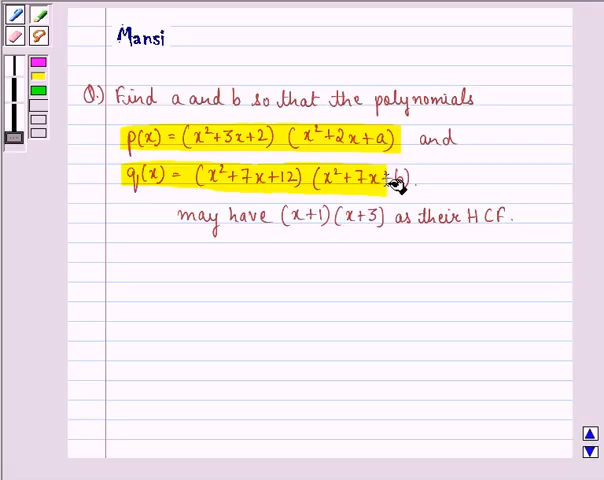 Mansi
Q.) Find a and b so that the polynomials
p(x) = (x²+3x+2) (x²+2x+a) and
q(x) = (x²+7x+12) (x²+7x+b).
may have (x+1)(x+3) as their HCF.